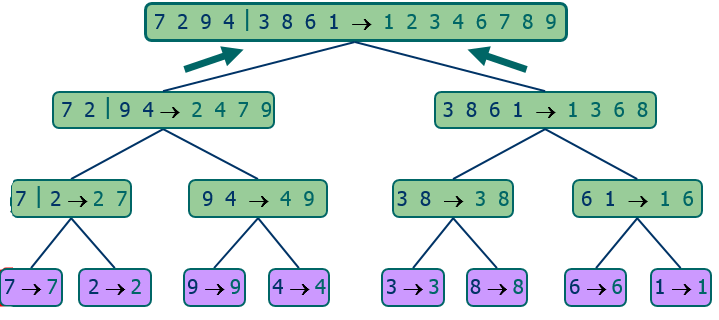 7 2 9 4 | 3 8 6 1 → 1 2 3 4 6 7 8 9
7 2 | 9 4 → 2 4 7 9
3 8 6 1 → 1 3 6 8
7 | 2 → 2 7
9 4 → 4 9
3 8 → 3 8
6 1 → 1 6
7 → 7
2 → 2
9 → 9
4 → 4
3 → 3
8 → 8
6 → 6
1 → 1